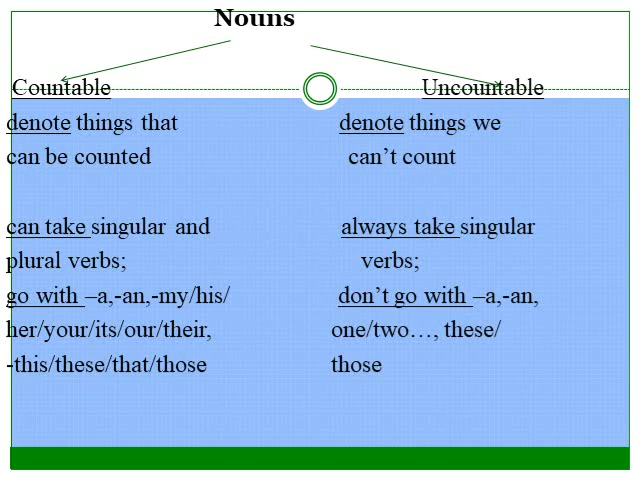 Nouns
Countable
denote things that
can be counted
can take singular and
plural verbs;
go with –a,-an,-my/his/
her/your/its/our/their,
-this/these/that/those
Uncountable
denote things we
can’t count
always take singular
verbs;
don’t go with –a,-an,
one/two…, these/
those